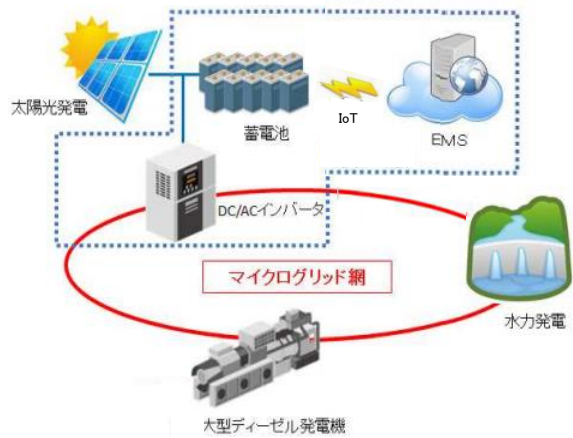 太陽光発電
蓄電池
IoT
EMS
DC/ACインバータ
マイクログリッド網
水力発電
大型ディーゼル発電機